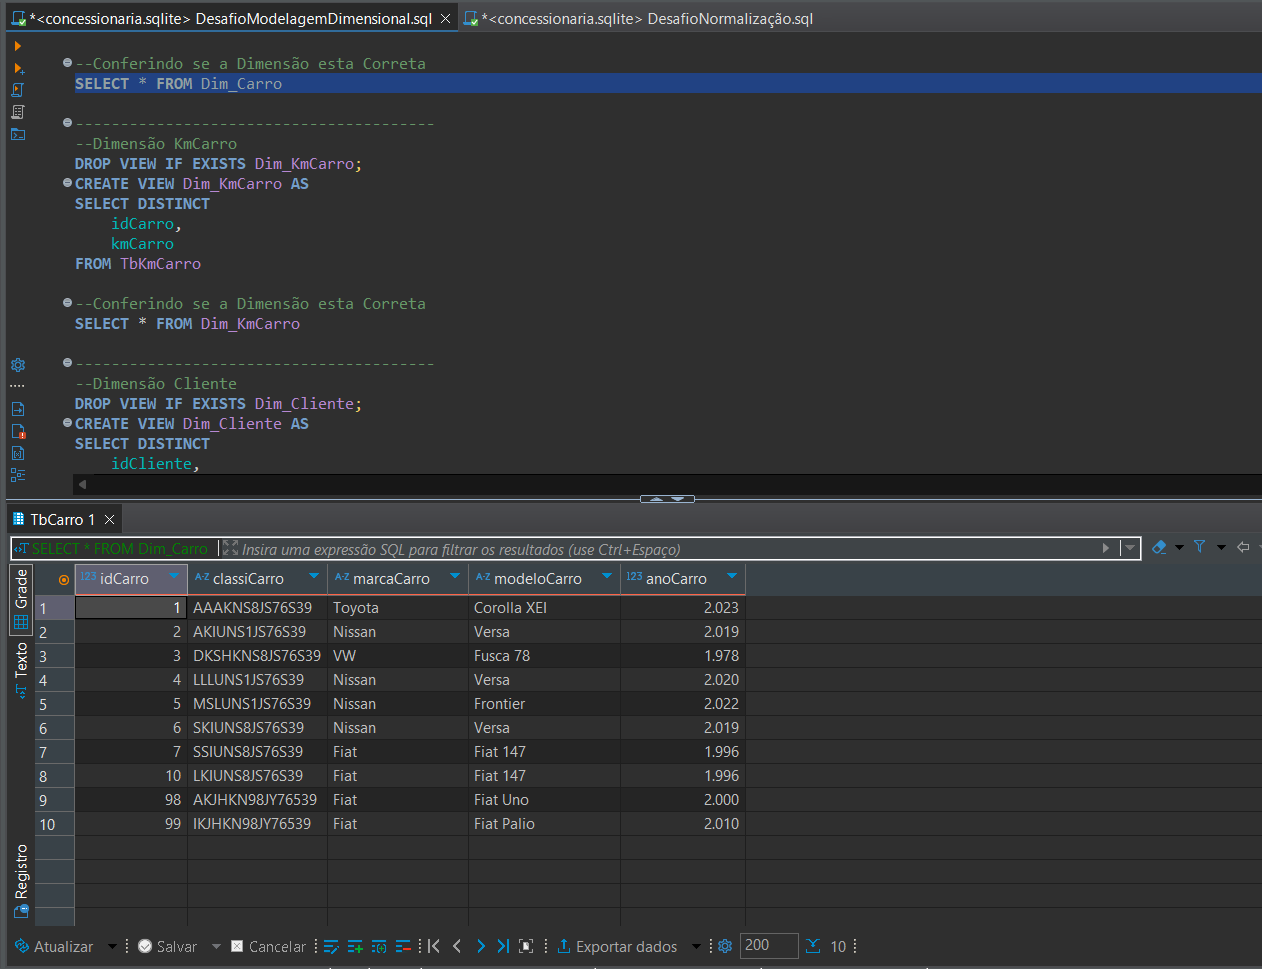 *<concessionaria.sqlite> DesafioModelagemDimensional.sql
*<concessionaria.sqlite> DesafioNormalização.sql
--Conferindo se a Dimensão esta Correta
SELECT * FROM Dim_Carro
----------------------------------------
--Dimensão KmCarro
DROP VIEW IF EXISTS Dim_KmCarro;
CREATE VIEW Dim_KmCarro AS
SELECT DISTINCT
idCarro,
kmCarro
FROM TbKmCarro
--Conferindo se a Dimensão esta Correta
SELECT * FROM Dim_KmCarro
----------------------------------------
--Dimensão Cliente
DROP VIEW IF EXISTS Dim_Cliente;
CREATE VIEW Dim_Cliente AS
SELECT DISTINCT
idCliente,
TbCarro 1
SELECT * FROM Dim_Carro Insira uma expressão SQL para filtrar os resultados (use Ctrl+Espaço)
Grade
Texto
Registro
123 idCarro A-Z classiCarro A-Z marcaCarro A-Z modeloCarro 123 anoCarro
1 1 AAAKNS8JS76S39 Toyota Corolla XEI 2.023
2 2 AKIUNS1JS76S39 Nissan Versa 2.019
3 3 DKSHKNS8JS76S39 VW Fusca 78 1.978
4 4 LLLUNS1JS76S39 Nissan Versa 2.020
5 5 MSLUNS1JS76S39 Nissan Frontier 2.022
6 6 SKIUNS8JS76S39 Nissan Versa 2.019
7 7 SSIUNS8JS76S39 Fiat Fiat 147 1.996
8 10 LKIUNS8JS76S39 Fiat Fiat 147 1.996
9 98 AKJHKN98JY76539 Fiat Fiat Uno 2.000
10 99 IKJHKN98JY76539 Fiat Fiat Palio 2.010
Atualizar Salvar Cancelar Exportar dados 200 10